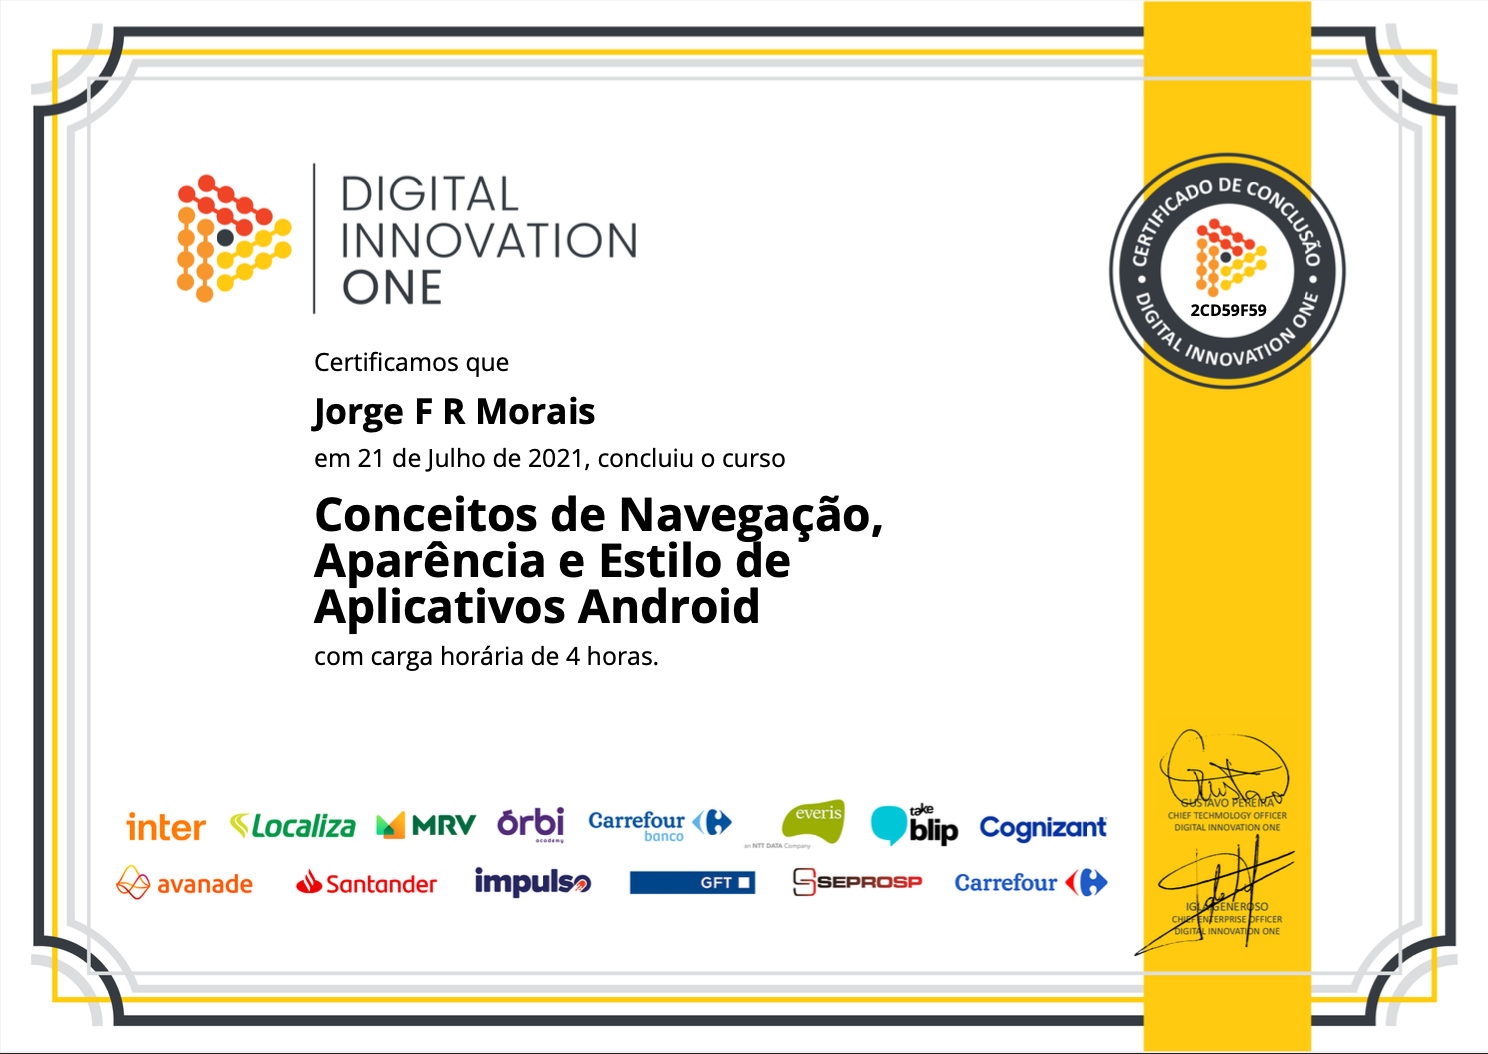 DIGITAL
INNOVATION
ONE
CERTIFICADO DE CONCLUSÃO
2CD59F59
DIGITAL INNOVATION ONE
Certificamos que
Jorge F R Morais
em 21 de Julho de 2021, concluiu o curso
Conceitos de Navegação,
Aparência e Estilo de
Aplicativos Android
com carga horária de 4 horas.
inter
Localiza
MRV
órbi
academy
Carrefour
banco
everis
an NTT DATA Company
take
blip
Cognizant
avanade
Santander
impulso
GFT
SEPROSP
Carrefour
GUSTAVO PEREIRA
CHIEF TECHNOLOGY OFFICER
DIGITAL INNOVATION ONE
IGLÁ GENEROSO
CHIEF ENTERPRISE OFFICER
DIGITAL INNOVATION ONE